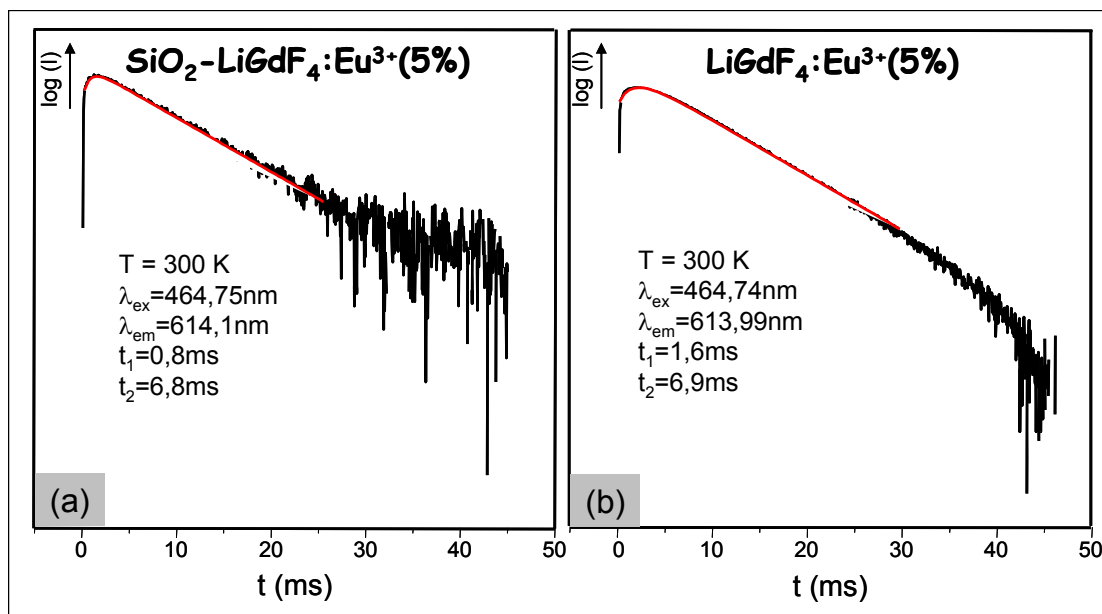 SiO₂-LiGdF₄:Eu³⁺(5%)
log (I)
T = 300 K
λex=464,75nm
λem=614,1nm
t₁=0,8ms
t₂=6,8ms
(a)
0 10 20 30 40 50
t (ms)
LiGdF₄:Eu³⁺(5%)
log (I)
T = 300 K
λex=464,74nm
λem=613,99nm
t₁=1,6ms
t₂=6,9ms
(b)
0 10 20 30 40 50
t (ms)